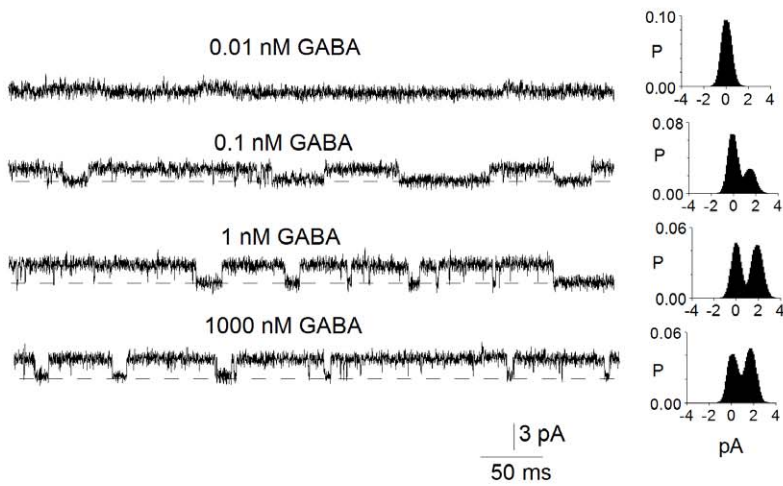 0.01 nM GABA
0.10
P
0.00
-4 -2 0 2 4
0.1 nM GABA
0.08
P
0.00
-4 -2 0 2 4
1 nM GABA
0.06
P
0.00
-4 -2 0 2 4
1000 nM GABA
0.06
P
0.00
-4 -2 0 2 4
3 pA
50 ms
pA